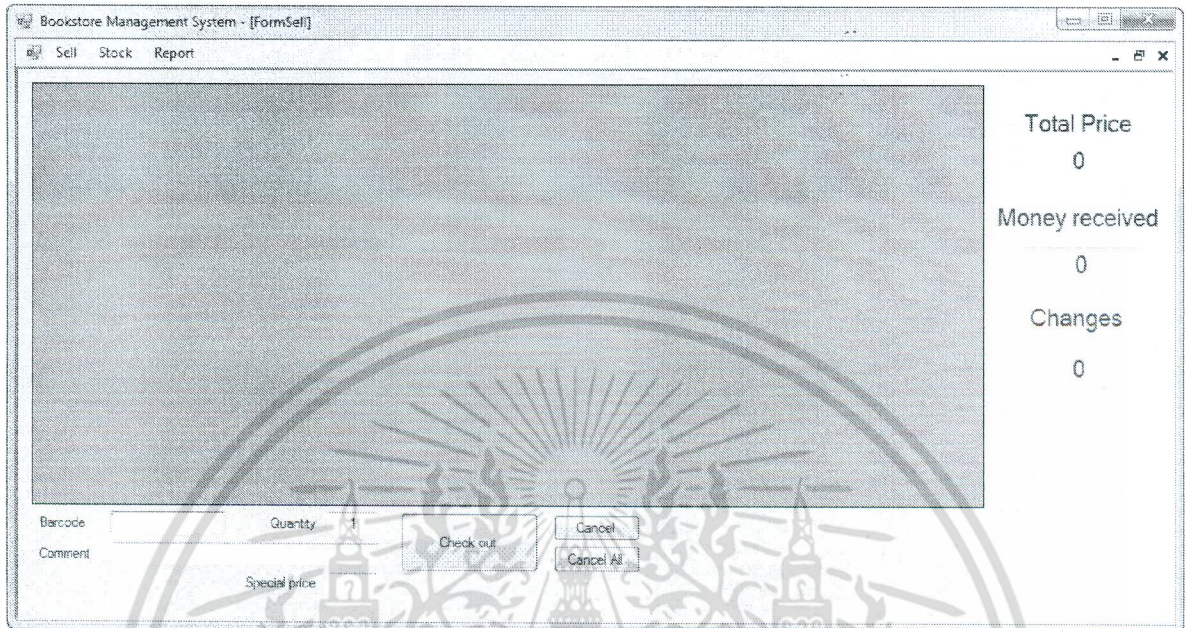 Bookstore Management System - [FormSell]
Sell Stock Report
Total Price
0
Money received
0
Changes
0
Barcode Quantity 1 Check out Cancel
Comment Cancel All
Special price